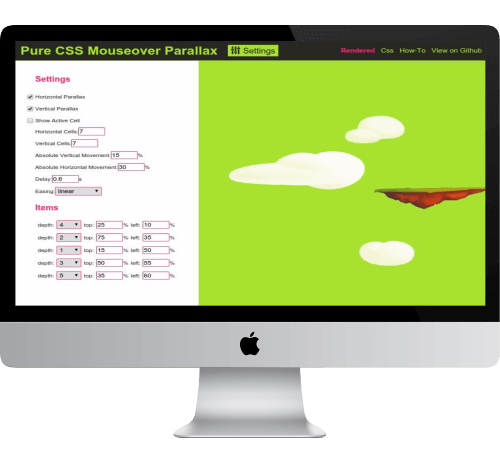 Pure CSS Mouseover Parallax Settings Rendered Css How-To View on Github
Settings
Horizontal Parallax
Vertical Parallax
Show Active Cell
Horizontal Cells 7
Vertical Cells 7
Absolute Vertical Movement 15 %
Absolute Horizontal Movement 30 %
Delay 0.6 s
Easing linear
Items
depth: 4 top: 25 % left: 10 %
depth: 2 top: 75 % left: 35 %
depth: 1 top: 15 % left: 50 %
depth: 3 top: 50 % left: 55 %
depth: 5 top: 35 % left: 60 %